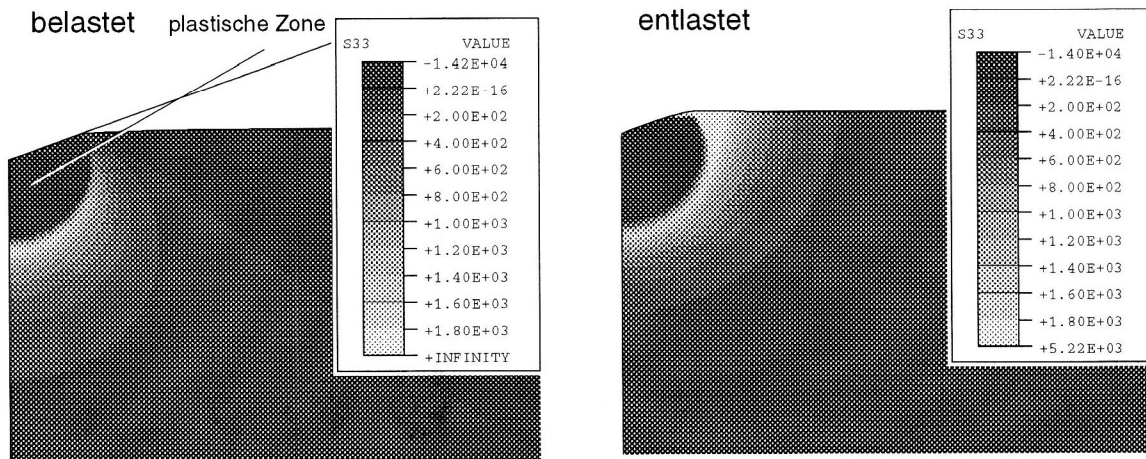 belastet
plastische Zone
S33 VALUE
-1.42E+04
+2.22E-16
+2.00E+02
+4.00E+02
+6.00E+02
+8.00E+02
+1.00E+03
+1.20E+03
+1.40E+03
+1.60E+03
+1.80E+03
+INFINITY
entlastet
S33 VALUE
-1.40E+04
+2.22E-16
+2.00E+02
+4.00E+02
+6.00E+02
+8.00E+02
+1.00E+03
+1.20E+03
+1.40E+03
+1.60E+03
+1.80E+03
+5.22E+03